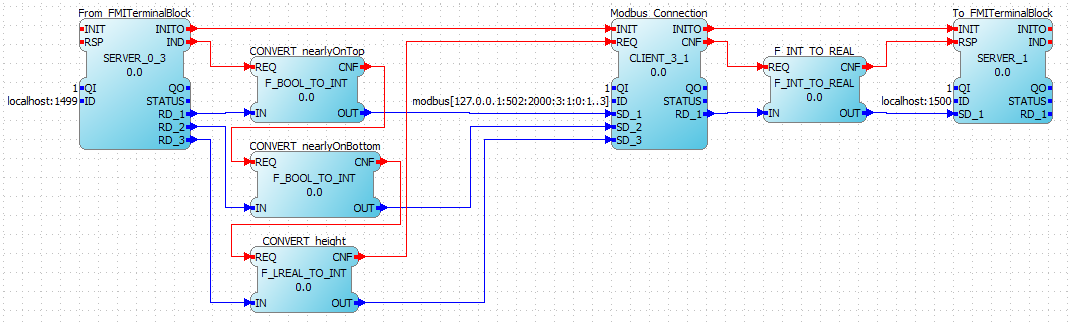 From_FMITerminalBlock
INIT INITO
RSP IND
SERVER_0_3
0.0
1 QI QO
localhost:1499 ID STATUS
RD_1
RD_2
RD_3
CONVERT_nearlyOnTop
REQ CNF
F_BOOL_TO_INT
0.0
IN OUT
CONVERT_nearlyOnBottom
REQ CNF
F_BOOL_TO_INT
0.0
IN OUT
CONVERT_height
REQ CNF
F_LREAL_TO_INT
0.0
IN OUT
Modbus_Connection
INIT INITO
REQ CNF
CLIENT_3_1
0.0
1 QI QO
modbus[127.0.0.1:502:2000:3:1:0:1..3] ID STATUS
SD_1 RD_1
SD_2
SD_3
F_INT_TO_REAL
REQ CNF
F_INT_TO_REAL
0.0
IN OUT
To_FMITerminalBlock
INIT INITO
RSP IND
SERVER_1
0.0
1 QI QO
localhost:1500 ID STATUS
SD_1 RD_1